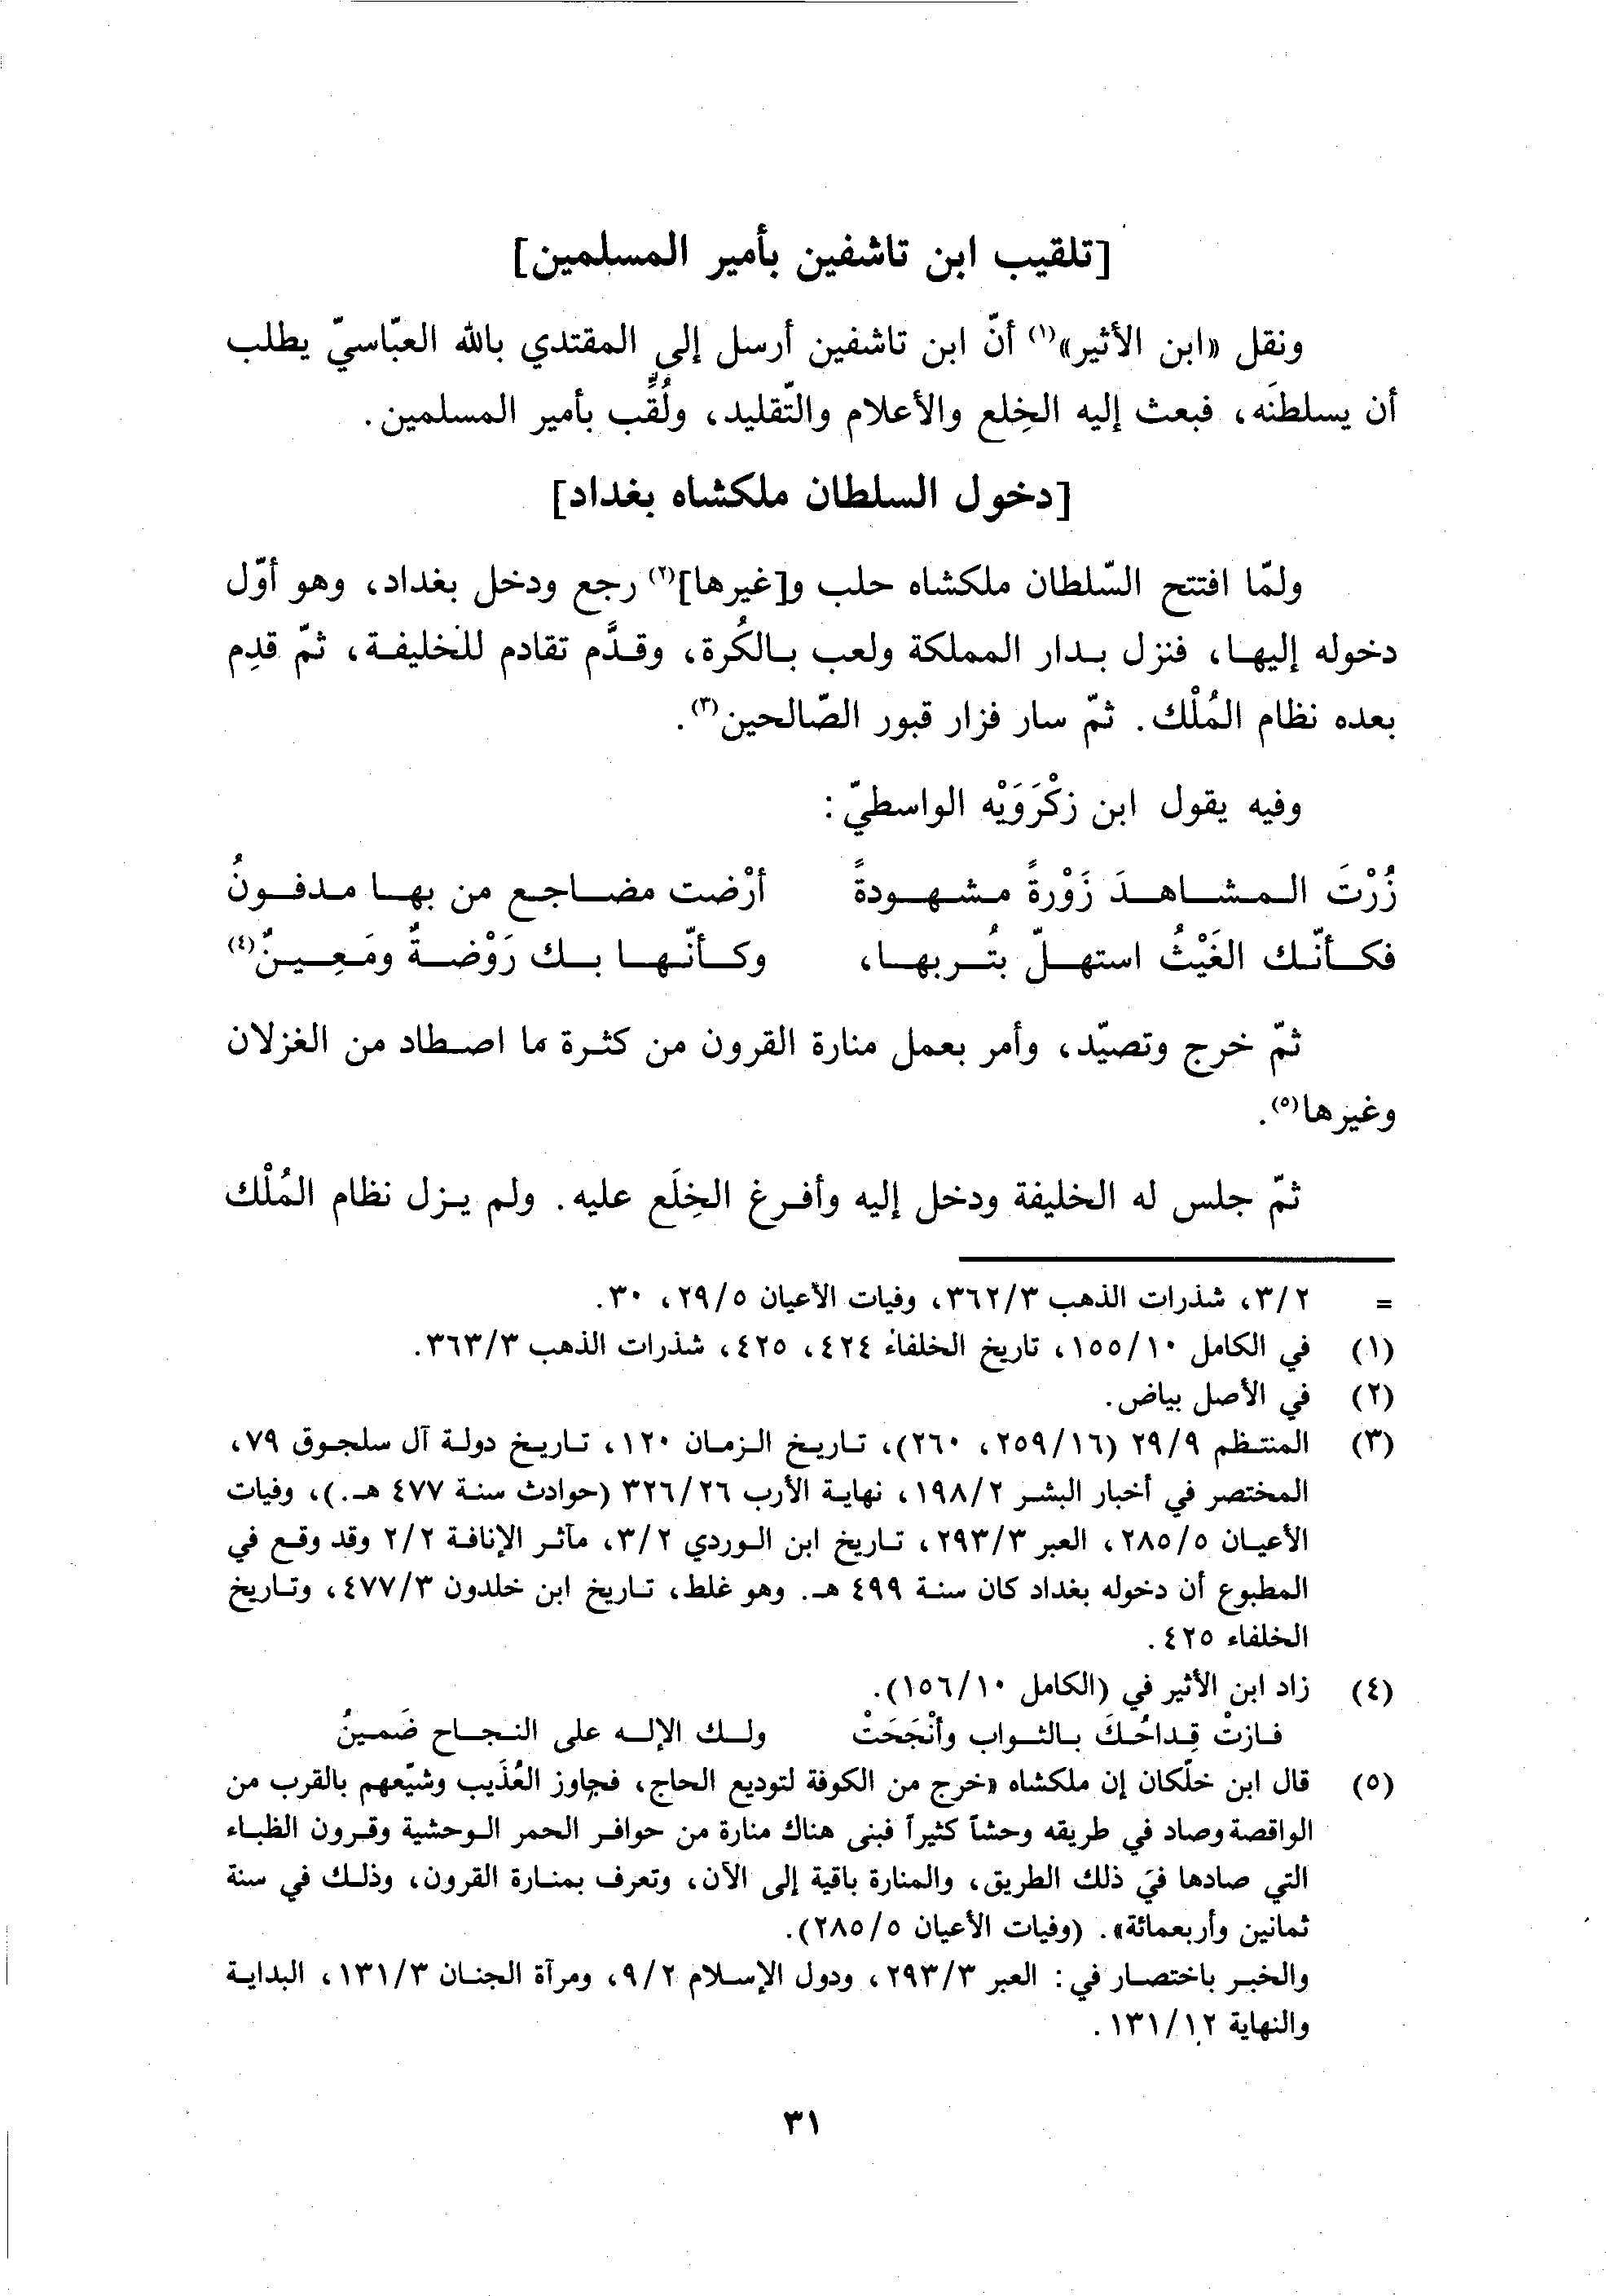 [تلقيب ابن تاشفين بأمير المسلمين]
ونقل «ابن الأثير»(١) أنّ ابن تاشفين أرسل إلى المقتدي بالله العبّاسيّ يطلب
أن يسلطنَه، فبعث إليه الخِلع والأعلام والتّقليد، ولُقِّب بأمير المسلمين.
[دخول السلطان ملكشاه بغداد]
ولمّا افتتح السّلطان ملكشاه حلب و[غيرها](٢) رجع ودخل بغداد، وهو أوّل
دخوله إليها، فنزل بدار المملكة ولعب بالكُرة، وقدَّم تقادم للخليفة، ثمّ قدِم
بعده نظام المُلْك. ثمّ سار فزار قبور الصّالحين(٣).
وفيه يقول ابن زكْرَوَيْه الواسطيّ:
زُرْتَ المشاهدَ زَوْرةً مشهودةً أرْضت مضاجع من بها مدفونُ
فكأنّك الغَيْثُ استهلّ بتُربها، وكأنّها بك رَوْضةٌ ومَعِينٌ(٤)
ثمّ خرج وتصيّد، وأمر بعمل منارة القرون من كثرة ما اصطاد من الغزلان
وغيرها(٥).
ثمّ جلس له الخليفة ودخل إليه وأفرغ الخِلَع عليه. ولم يزل نظام المُلْك
= ٣/٢، شذرات الذهب ٣٦٢/٣، وفيات الأعيان ٢٩/٥، ٣٠.
(١) في الكامل ١٥٥/١٠، تاريخ الخلفاء ٤٢٤، ٤٢٥، شذرات الذهب ٣٦٣/٣.
(٢) في الأصل بياض.
(٣) المنتظم ٢٩/٩ (٢٥٩/١٦، ٢٦٠)، تاريخ الزمان ١٢٠، تاريخ دولة آل سلجوق ٧٩،
المختصر في أخبار البشر ١٩٨/٢، نهاية الأرب ٣٢٦/٢٦ (حوادث سنة ٤٧٧ هـ.)، وفيات
الأعيان ٢٨٥/٥، العبر ٢٩٣/٣، تاريخ ابن الوردي ٣/٢، مآثر الإنافة ٢/٢ وقد وقع في
المطبوع أن دخوله بغداد كان سنة ٤٩٩ هـ. وهو غلط، تاريخ ابن خلدون ٤٧٧/٣، وتاريخ
الخلفاء ٤٢٥.
(٤) زاد ابن الأثير في (الكامل ١٥٦/١٠).
فازتْ قِداحُكَ بالثواب وأنْجَحَتْ ولك الإله على النجاح ضَمينُ
(٥) قال ابن خلّكان إن ملكشاه «خرج من الكوفة لتوديع الحاج، فجاوز العُذَيب وشيّعهم بالقرب من
الواقصة وصاد في طريقه وحشاً كثيراً فبنى هناك منارة من حوافر الحمر الوحشية وقرون الظباء
التي صادها في ذلك الطريق، والمنارة باقية إلى الآن، وتعرف بمنارة القرون، وذلك في سنة
ثمانين وأربعمائة». (وفيات الأعيان ٢٨٥/٥).
والخبر باختصار في: العبر ٢٩٣/٣، ودول الإسلام ٩/٢، ومرآة الجنان ١٣١/٣، البداية
والنهاية ١٣١/١٢.
٣١